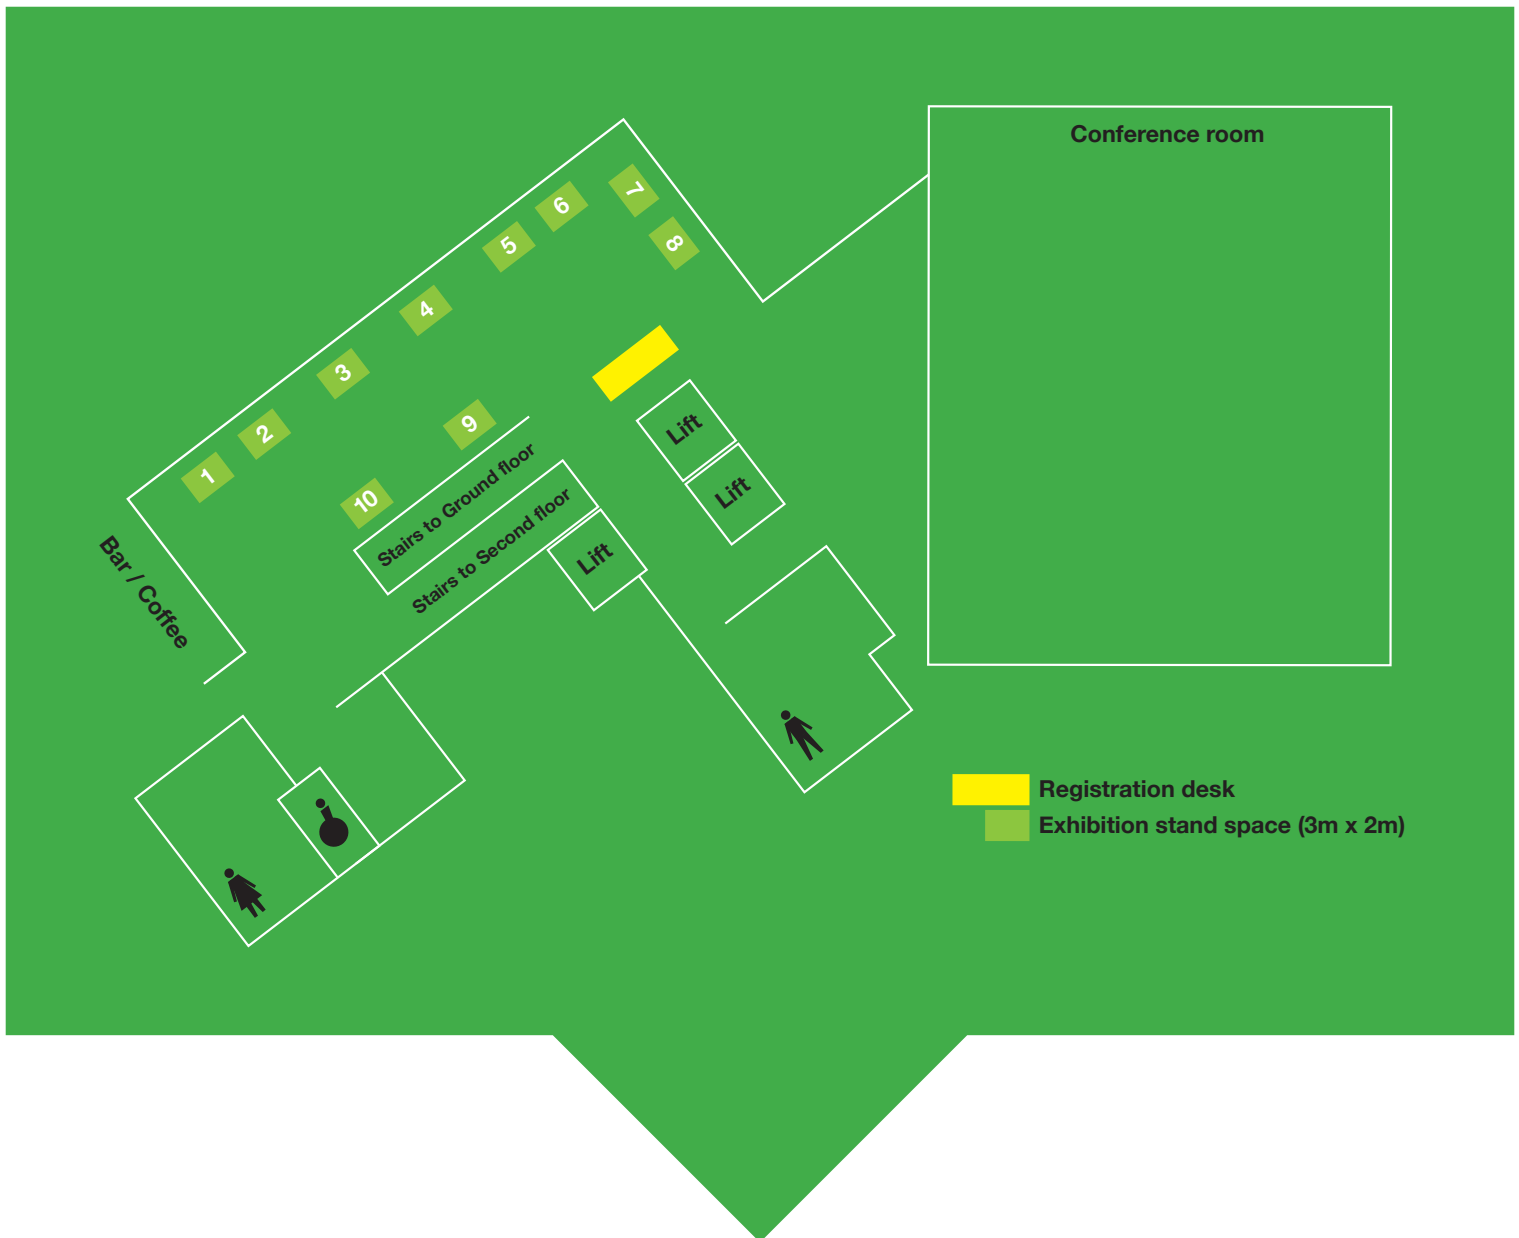 Conference room
7
6
8
5
4
3
9
2
Lift
1
Lift
10
Stairs to Ground floor
Stairs to Second floor
Lift
Bar / Coffee
Registration desk
Exhibition stand space (3m x 2m)